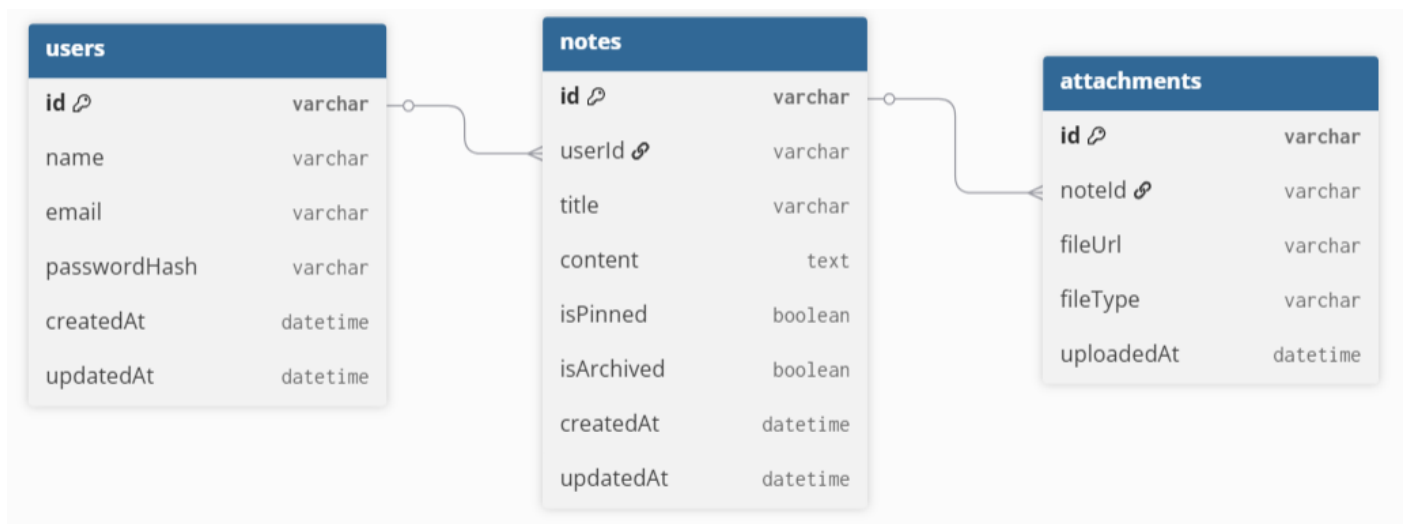 users
id varchar
name varchar
email varchar
passwordHash varchar
createdAt datetime
updatedAt datetime
notes
id varchar
userId varchar
title varchar
content text
isPinned boolean
isArchived boolean
createdAt datetime
updatedAt datetime
attachments
id varchar
noteId varchar
fileUrl varchar
fileType varchar
uploadedAt datetime